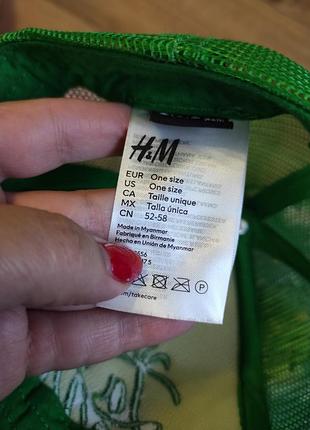 H&M
EUR One size
US One size
CA Taille unique
MX Talla única
CN 52-58
Made in Myanmar
Fabriqué en Birmanie
Hecho en Unión de Myanmar
P
.com/takecare